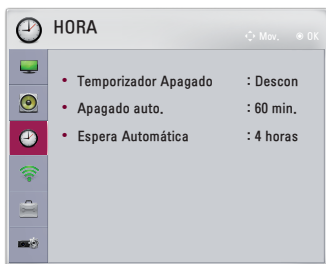 HORA
Mov. OK
• Temporizador Apagado : Descon
• Apagado auto. : 60 min.
• Espera Automática : 4 horas